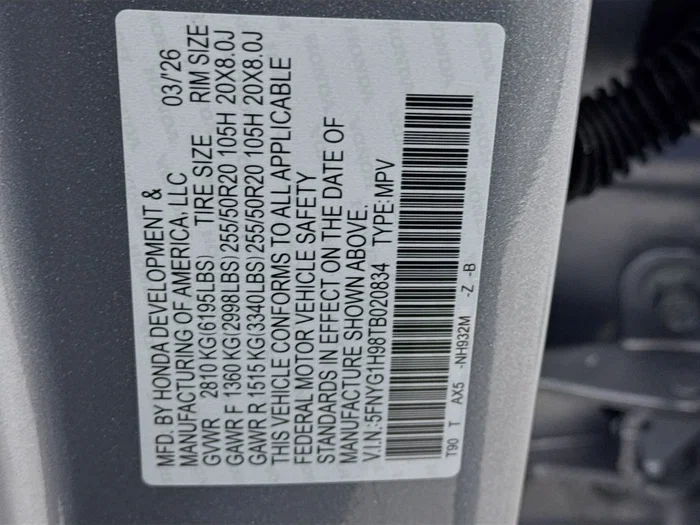 MFD. BY HONDA DEVELOPMENT & 03/'26
MANUFACTURING OF AMERICA, LLC
GVWR 2810 KG(6195LBS) TIRE SIZE RIM SIZE
GAWR F 1360 KG(2998LBS) 255/50R20 105H 20X8.0J
GAWR R 1515 KG(3340LBS) 255/50R20 105H 20X8.0J
THIS VEHICLE CONFORMS TO ALL APPLICABLE
FEDERAL MOTOR VEHICLE SAFETY
STANDARDS IN EFFECT ON THE DATE OF
MANUFACTURE SHOWN ABOVE.
V.I.N.:5FNYG1H98TB020834 TYPE:MPV
T90 T AX5 -NH932M -Z -B